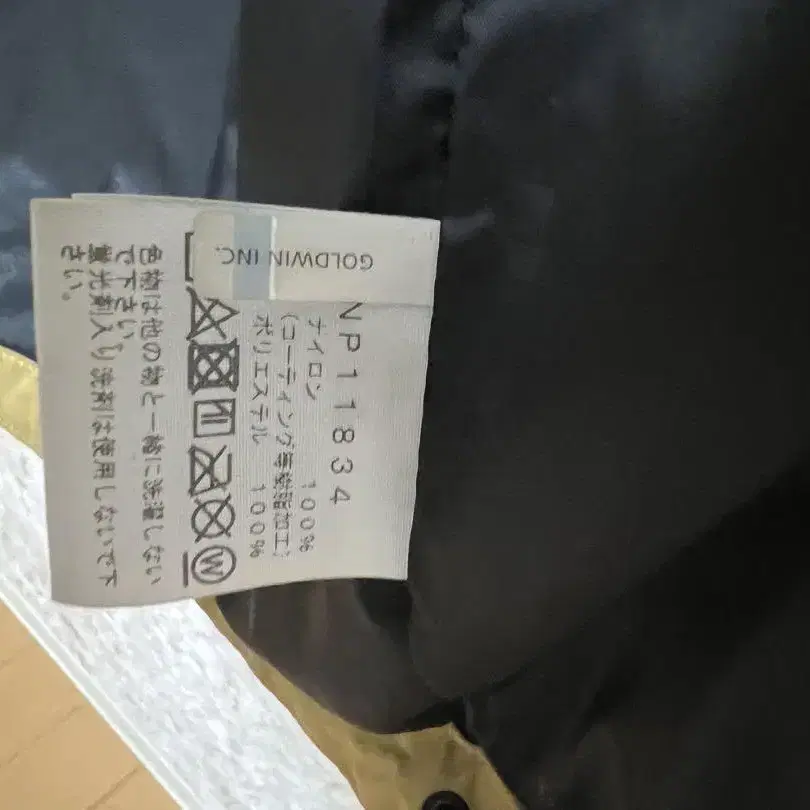 GOLDWIN INC.
NP11834
ナイロン 100%
(コーティング等樹脂加工)
ポリエステル 100%
W
色物は他の物と一緒に洗濯しない
で下さい。
蛍光剤入り洗剤は使用しないで下
さい。